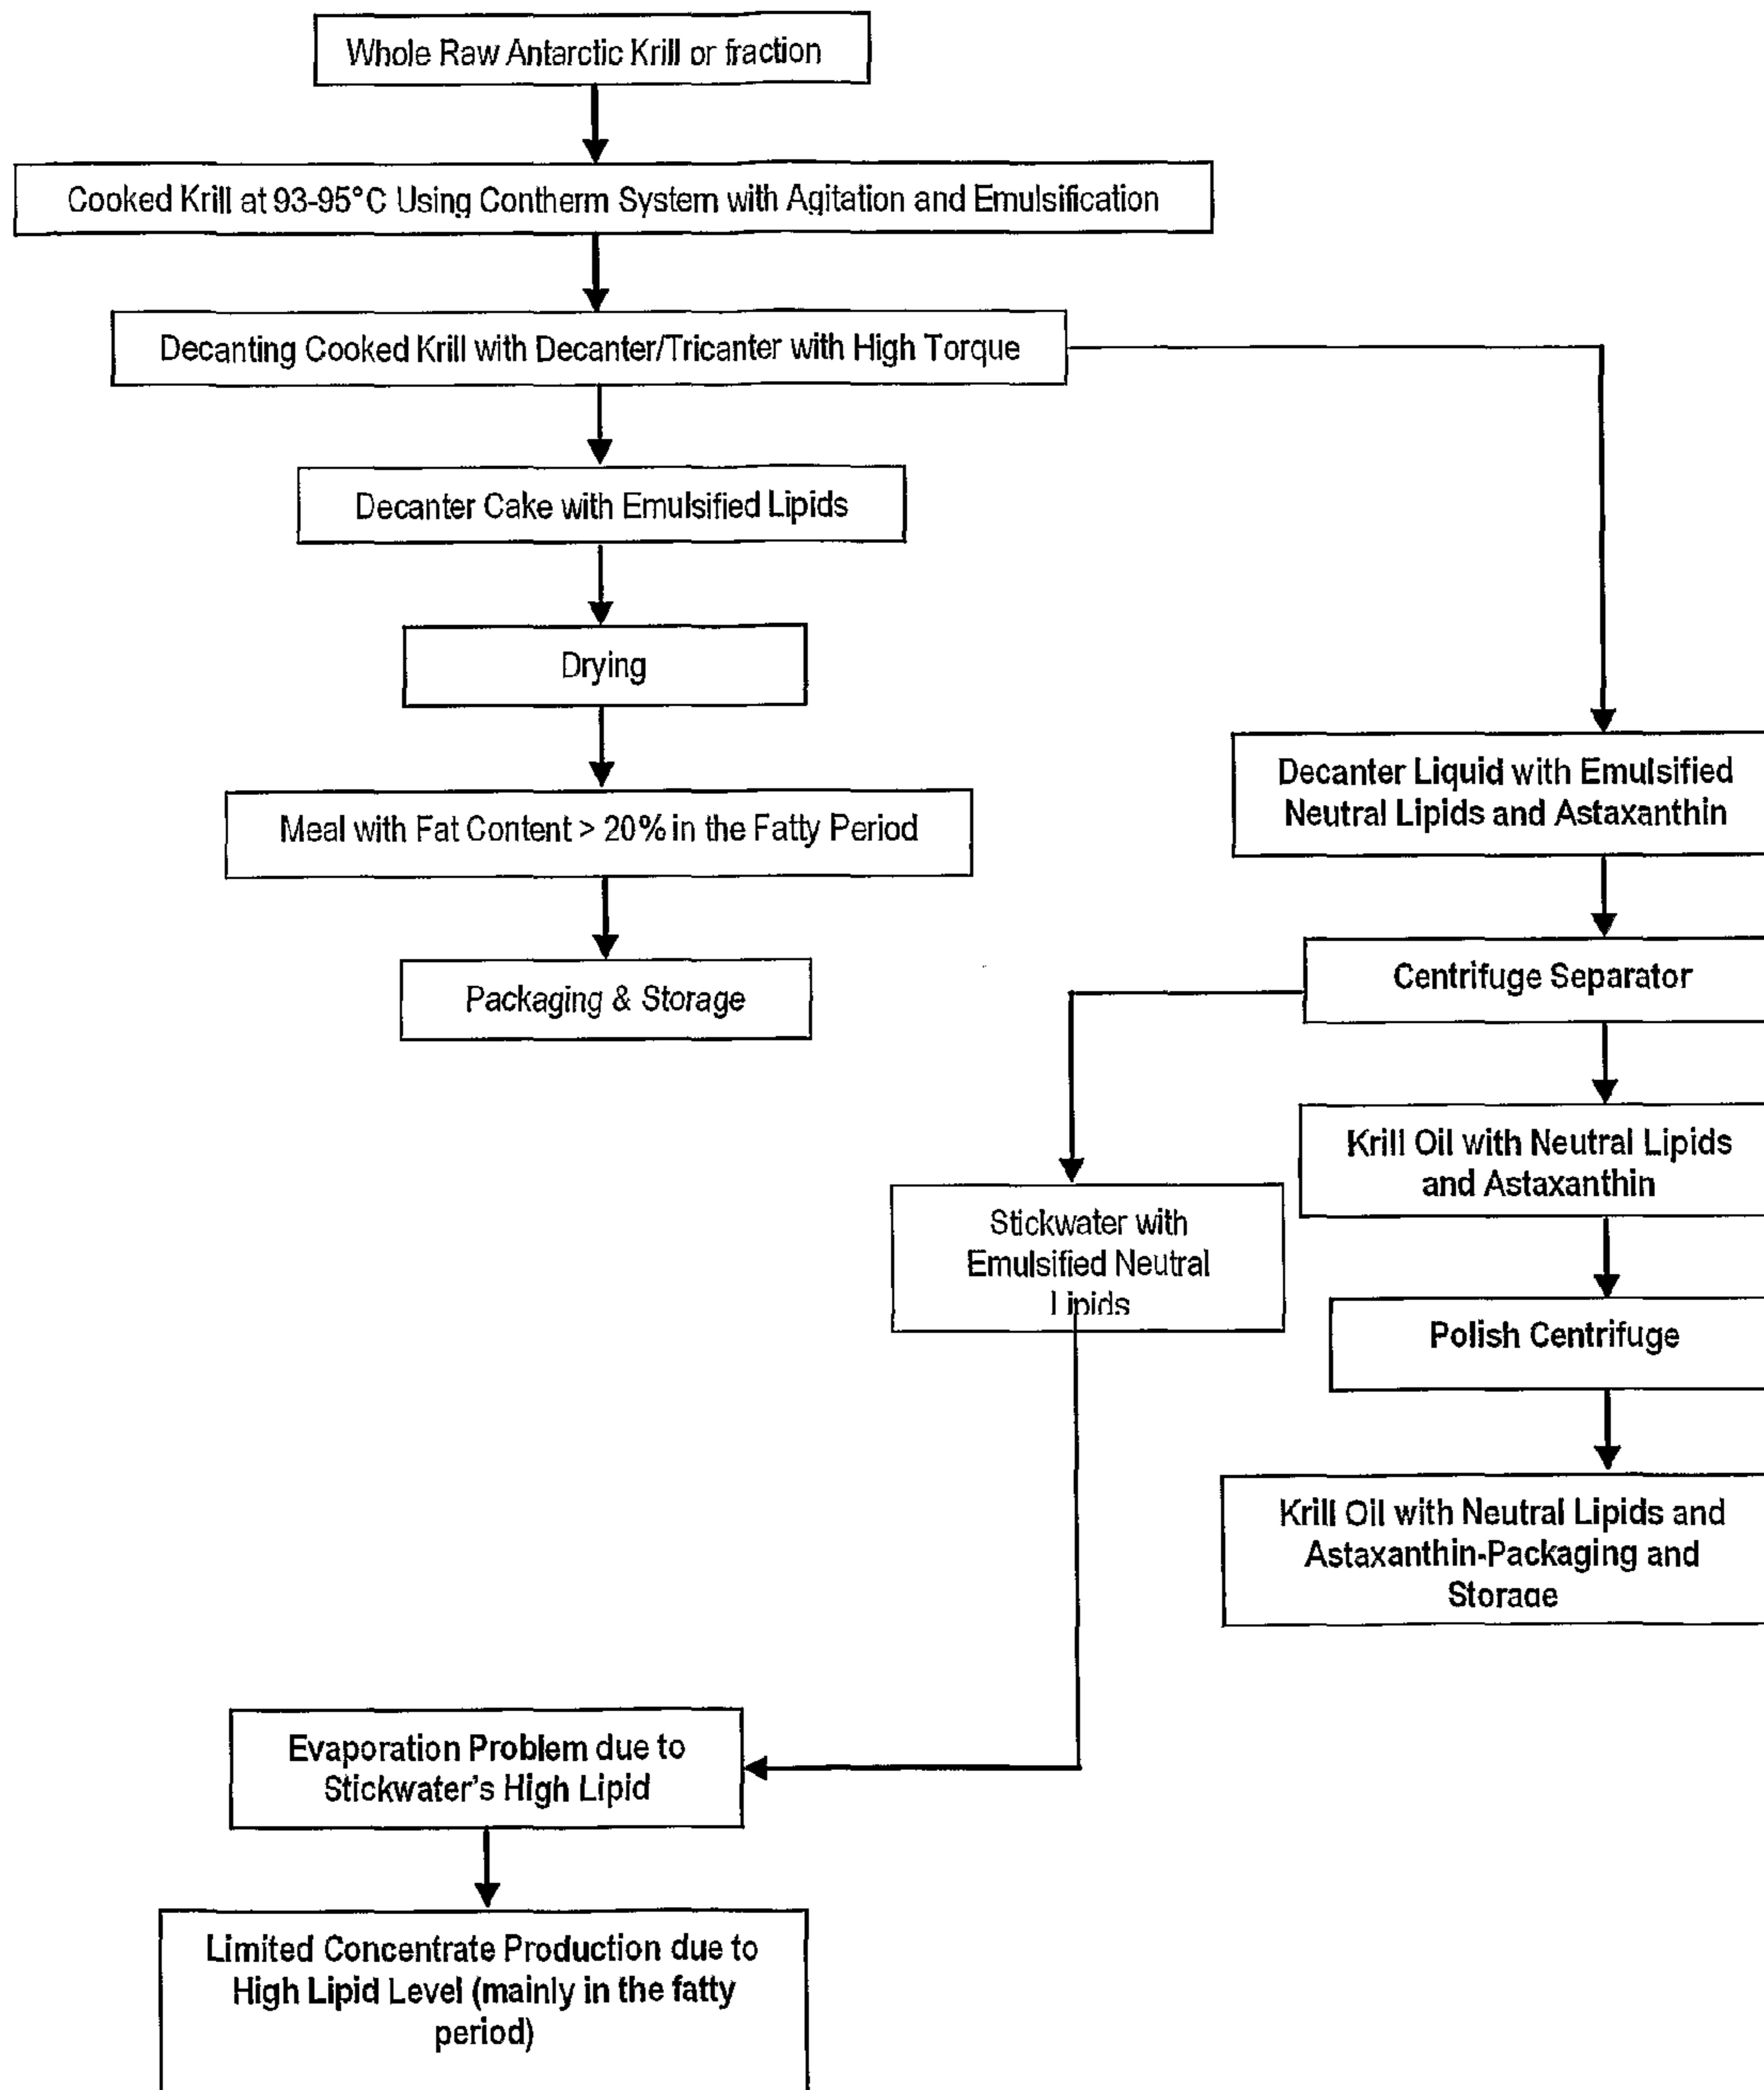 Whole Raw Antarctic Krill or fraction
Cooked Krill at 93-95°C Using Contherm System with Agitation and Emulsification
Decanting Cooked Krill with Decanter/Tricanter with High Torque
Decanter Cake with Emulsified Lipids
Drying
Meal with Fat Content > 20% in the Fatty Period
Packaging & Storage
Decanter Liquid with Emulsified
Neutral Lipids and Astaxanthin
Centrifuge Separator
Krill Oil with Neutral Lipids
and Astaxanthin
Polish Centrifuge
Krill Oil with Neutral Lipids and
Astaxanthin-Packaging and
Storage
Stickwater with
Emulsified Neutral
Lipids
Evaporation Problem due to
Stickwater's High Lipid
Limited Concentrate Production due to
High Lipid Level (mainly in the fatty
period)